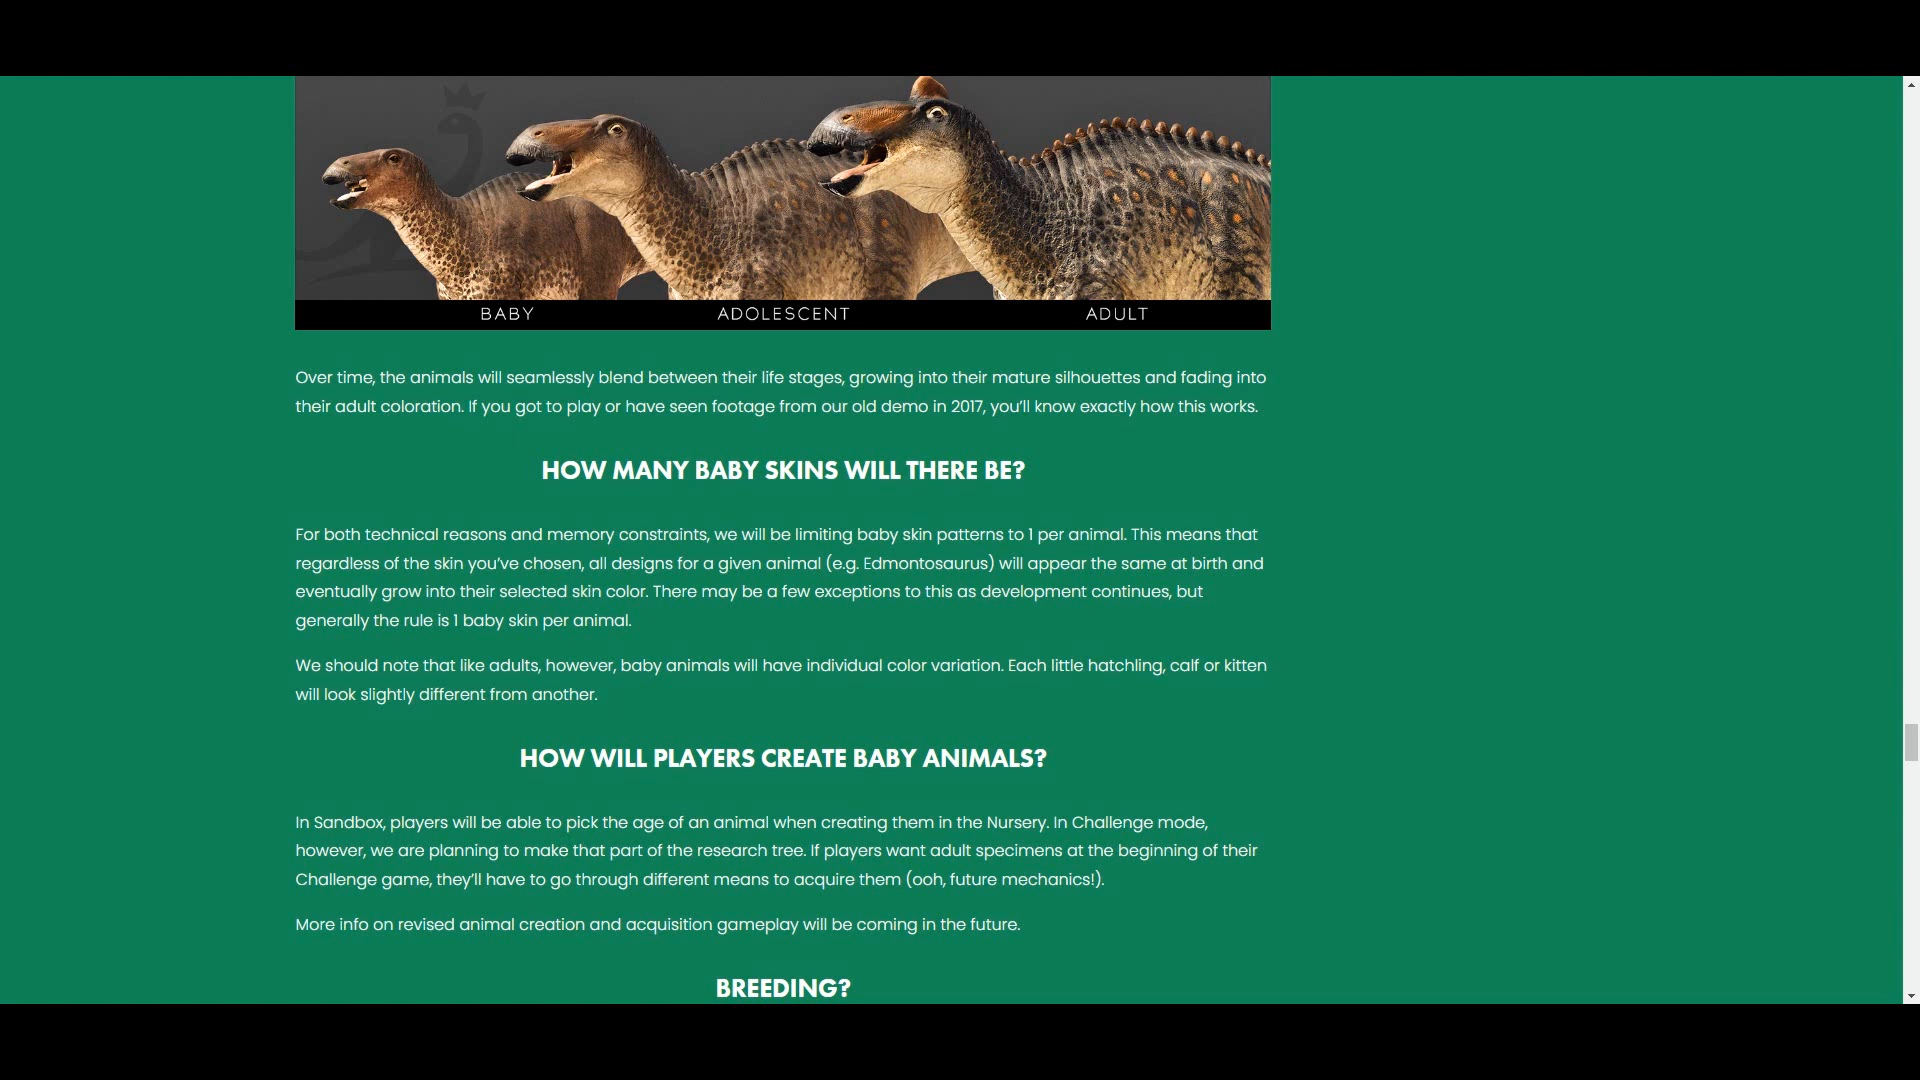 BABY ADOLESCENT ADULT
Over time, the animals will seamlessly blend between their life stages, growing into their mature silhouettes and fading into
their adult coloration. If you got to play or have seen footage from our old demo in 2017, you’ll know exactly how this works.
HOW MANY BABY SKINS WILL THERE BE?
For both technical reasons and memory constraints, we will be limiting baby skin patterns to 1 per animal. This means that
regardless of the skin you’ve chosen, all designs for a given animal (e.g. Edmontosaurus) will appear the same at birth and
eventually grow into their selected skin color. There may be a few exceptions to this as development continues, but
generally the rule is 1 baby skin per animal.
We should note that like adults, however, baby animals will have individual color variation. Each little hatchling, calf or kitten
will look slightly different from another.
HOW WILL PLAYERS CREATE BABY ANIMALS?
In Sandbox, players will be able to pick the age of an animal when creating them in the Nursery. In Challenge mode,
however, we are planning to make that part of the research tree. If players want adult specimens at the beginning of their
Challenge game, they’ll have to go through different means to acquire them (ooh, future mechanics!).
More info on revised animal creation and acquisition gameplay will be coming in the future.
BREEDING?